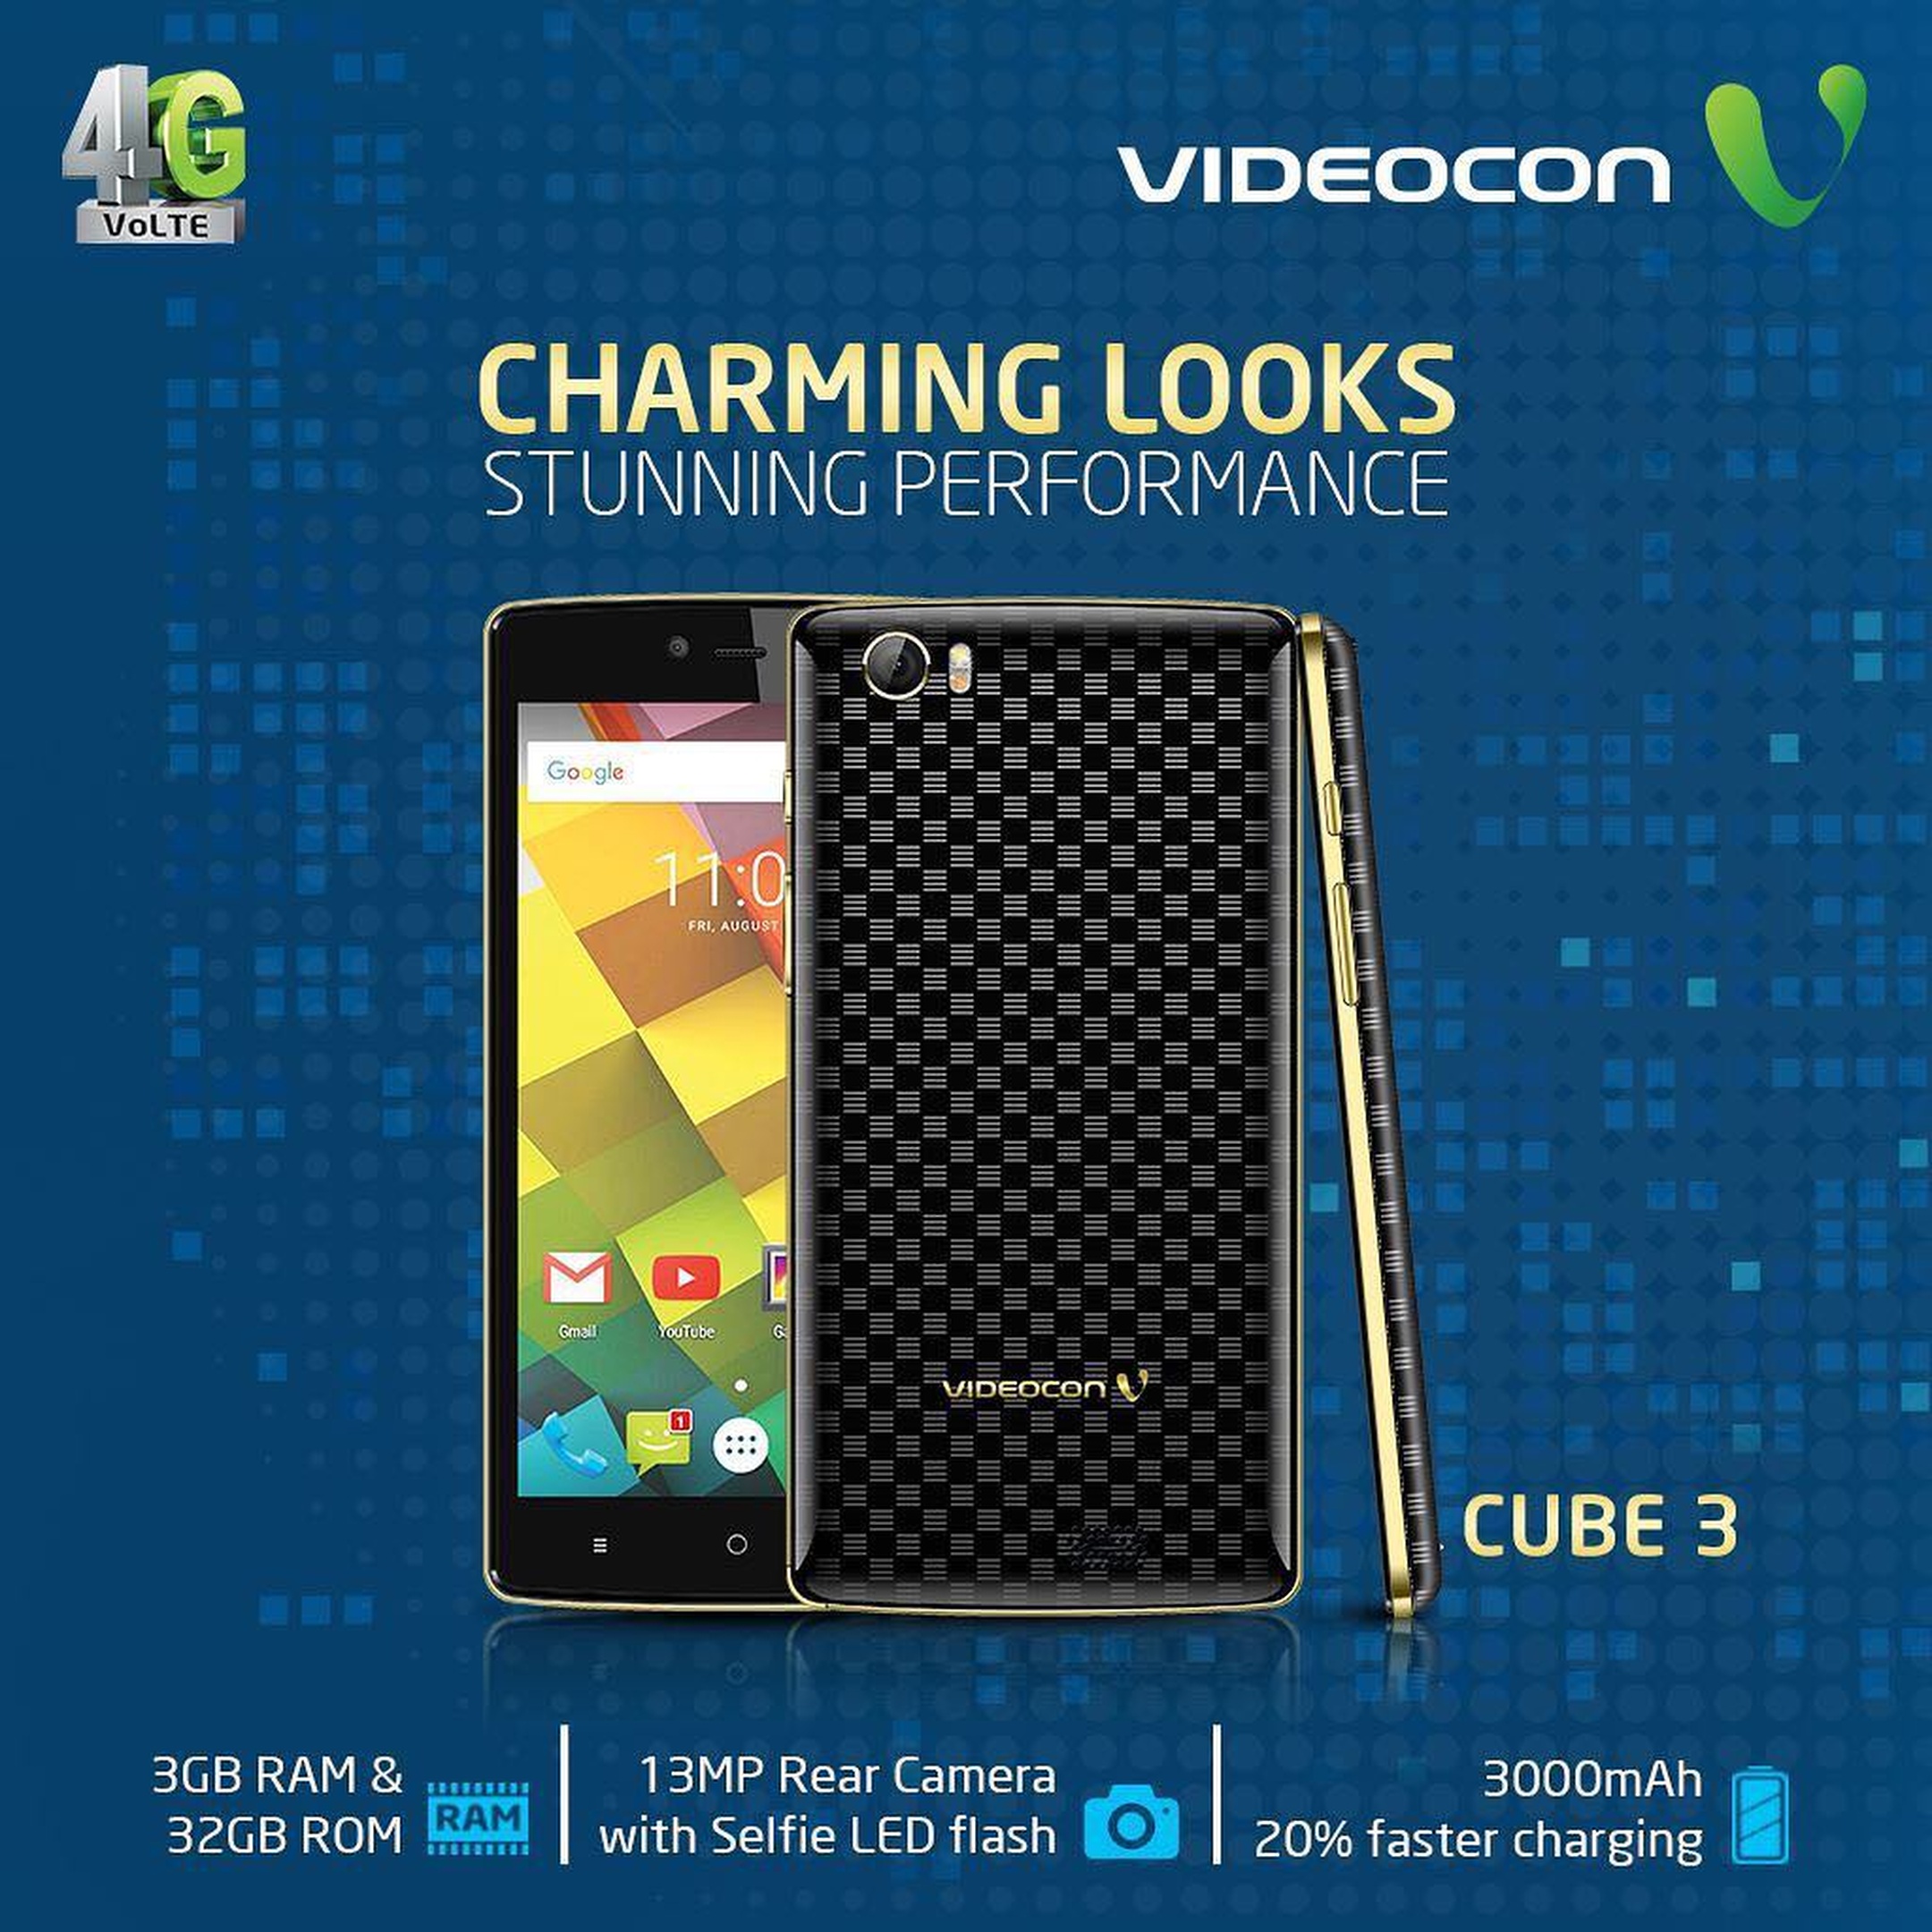 4G
VoLTE
VIDEOCON
CHARMING LOOKS
STUNNING PERFORMANCE
Google
11:0
FRI, AUGUST
Gmail
YouTube
1
VIDEOCON
CUBE 3
3GB RAM &
32GB ROM
RAM
13MP Rear Camera
with Selfie LED flash
3000mAh
20% faster charging